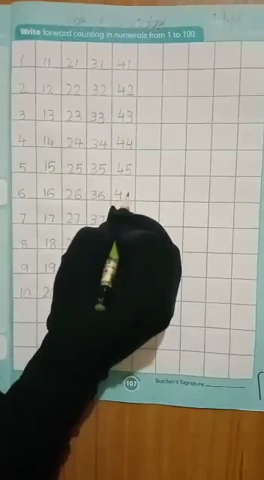 Write forward counting in numerals from 1 to 100.
1 11 21 31 41
2 12 22 32 42
3 13 23 33 43
4 14 24 34 44
5 15 25 35 45
6 16 26 36 4
7 17 27 37
8 18
9 19
10
107 Teacher's Signature